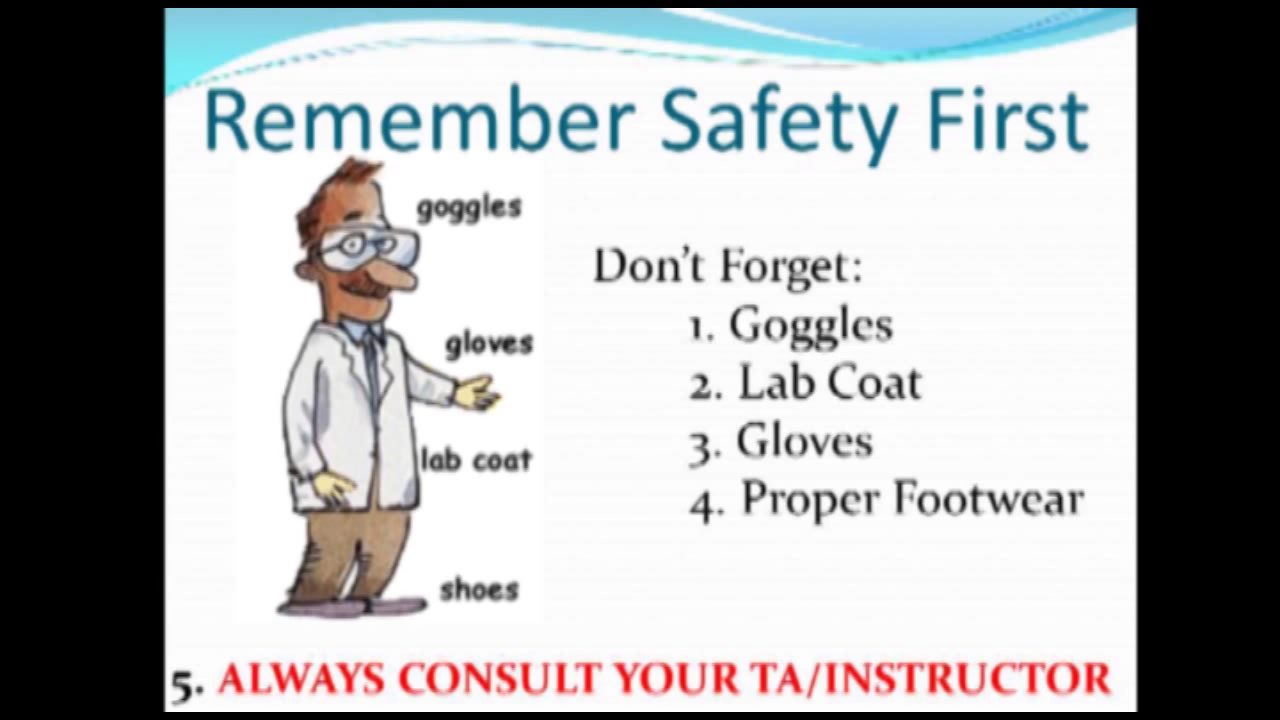 Remember Safety First
goggles
gloves
lab coat
shoes
Don't Forget:
1. Goggles
2. Lab Coat
3. Gloves
4. Proper Footwear
5. ALWAYS CONSULT YOUR TA/INSTRUCTOR